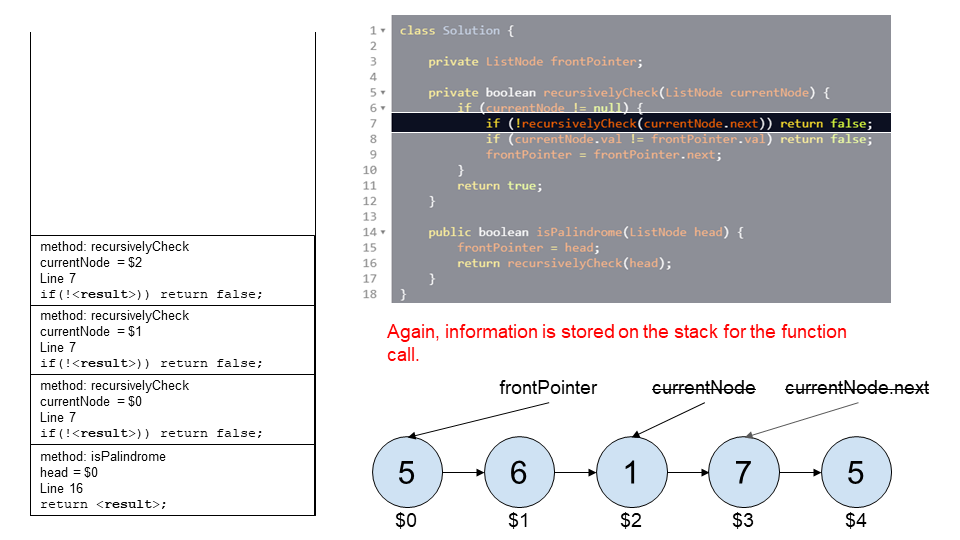 method: recursivelyCheck
currentNode = $2
Line 7
if(!<result>)) return false;
method: recursivelyCheck
currentNode = $1
Line 7
if(!<result>)) return false;
method: recursivelyCheck
currentNode = $0
Line 7
if(!<result>)) return false;
method: isPalindrome
head = $0
Line 16
return <result>;
1 class Solution {
2
3 private ListNode frontPointer;
4
5 private boolean recursivelyCheck(ListNode currentNode) {
6 if (currentNode != null) {
7 if (!recursivelyCheck(currentNode.next)) return false;
8 if (currentNode.val != frontPointer.val) return false;
9 frontPointer = frontPointer.next;
10 }
11 return true;
12 }
13
14 public boolean isPalindrome(ListNode head) {
15 frontPointer = head;
16 return recursivelyCheck(head);
17 }
18 }
Again, information is stored on the stack for the function
call.
frontPointer currentNode currentNode.next
5 6 1 7 5
$0 $1 $2 $3 $4